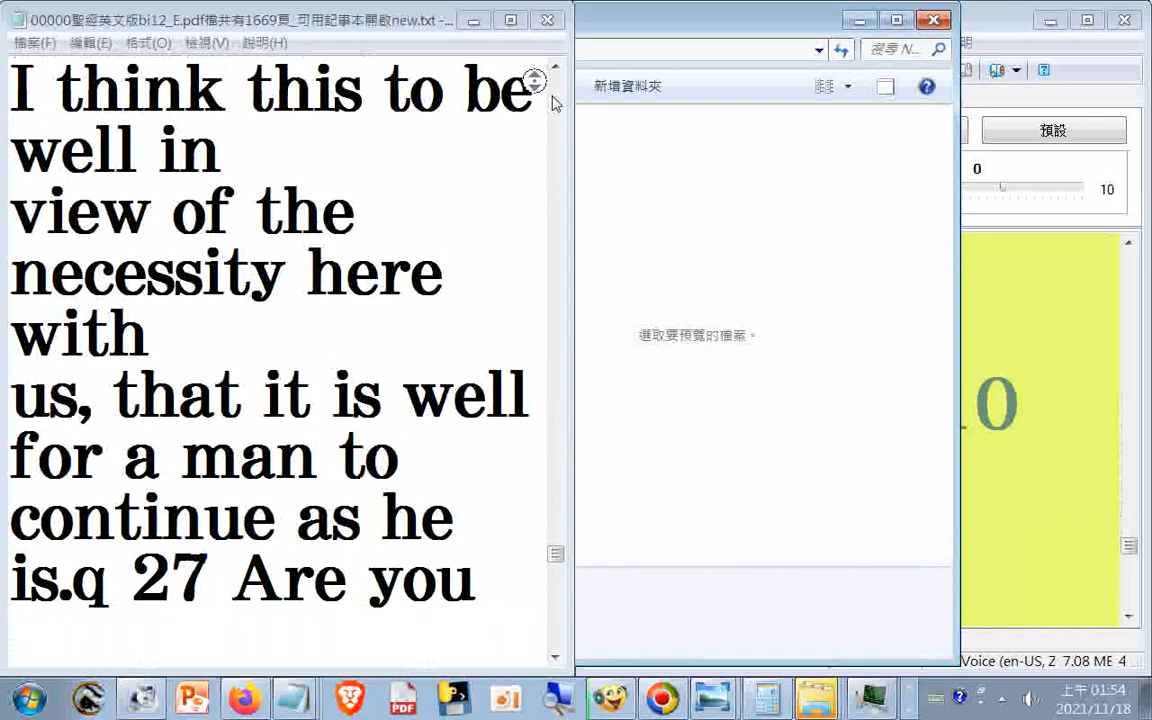 00000聖經英文版bi12_E.pdf檔共有1669頁_可用記事本開啟new.txt -...
檔案(F) 編輯(E) 格式(O) 檢視(V) 說明(H)
I think this to be
well in
view of the
necessity here
with
us, that it is well
for a man to
continue as he
is.q 27 Are you
搜尋 N...
新增資料夾
選取要預覽的檔案。
明
預設
0
10
10
Voice (en-US, Z 7.08 ME 4
上午 01:54
2021/11/18